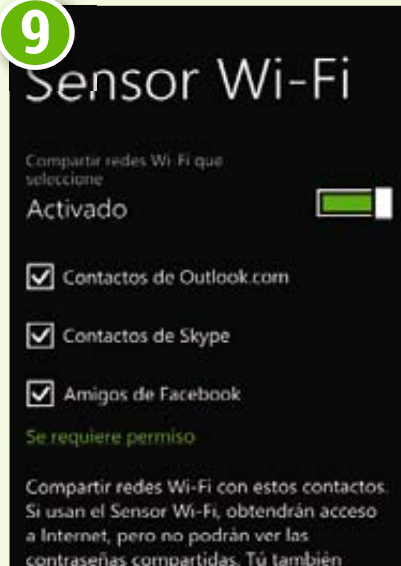 9
Sensor Wi-Fi
Compartir redes Wi-Fi que
seleccione
Activado
Contactos de Outlook.com
Contactos de Skype
Amigos de Facebook
Se requiere permiso
Compartir redes Wi-Fi con estos contactos.
Si usan el Sensor Wi-Fi, obtendrán acceso
a Internet, pero no podrán ver las
contraseñas compartidas. Tú también